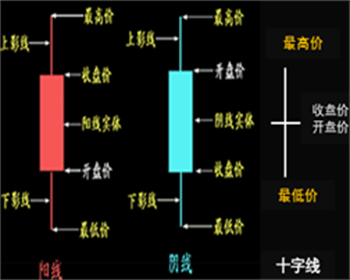 最高价
上影线
收盘价
阳线实体
开盘价
下影线
最低价
阳线
最高价
上影线
开盘价
阴线实体
收盘价
下影线
最低价
阴线
最高价
收盘价
开盘价
最低价
十字线